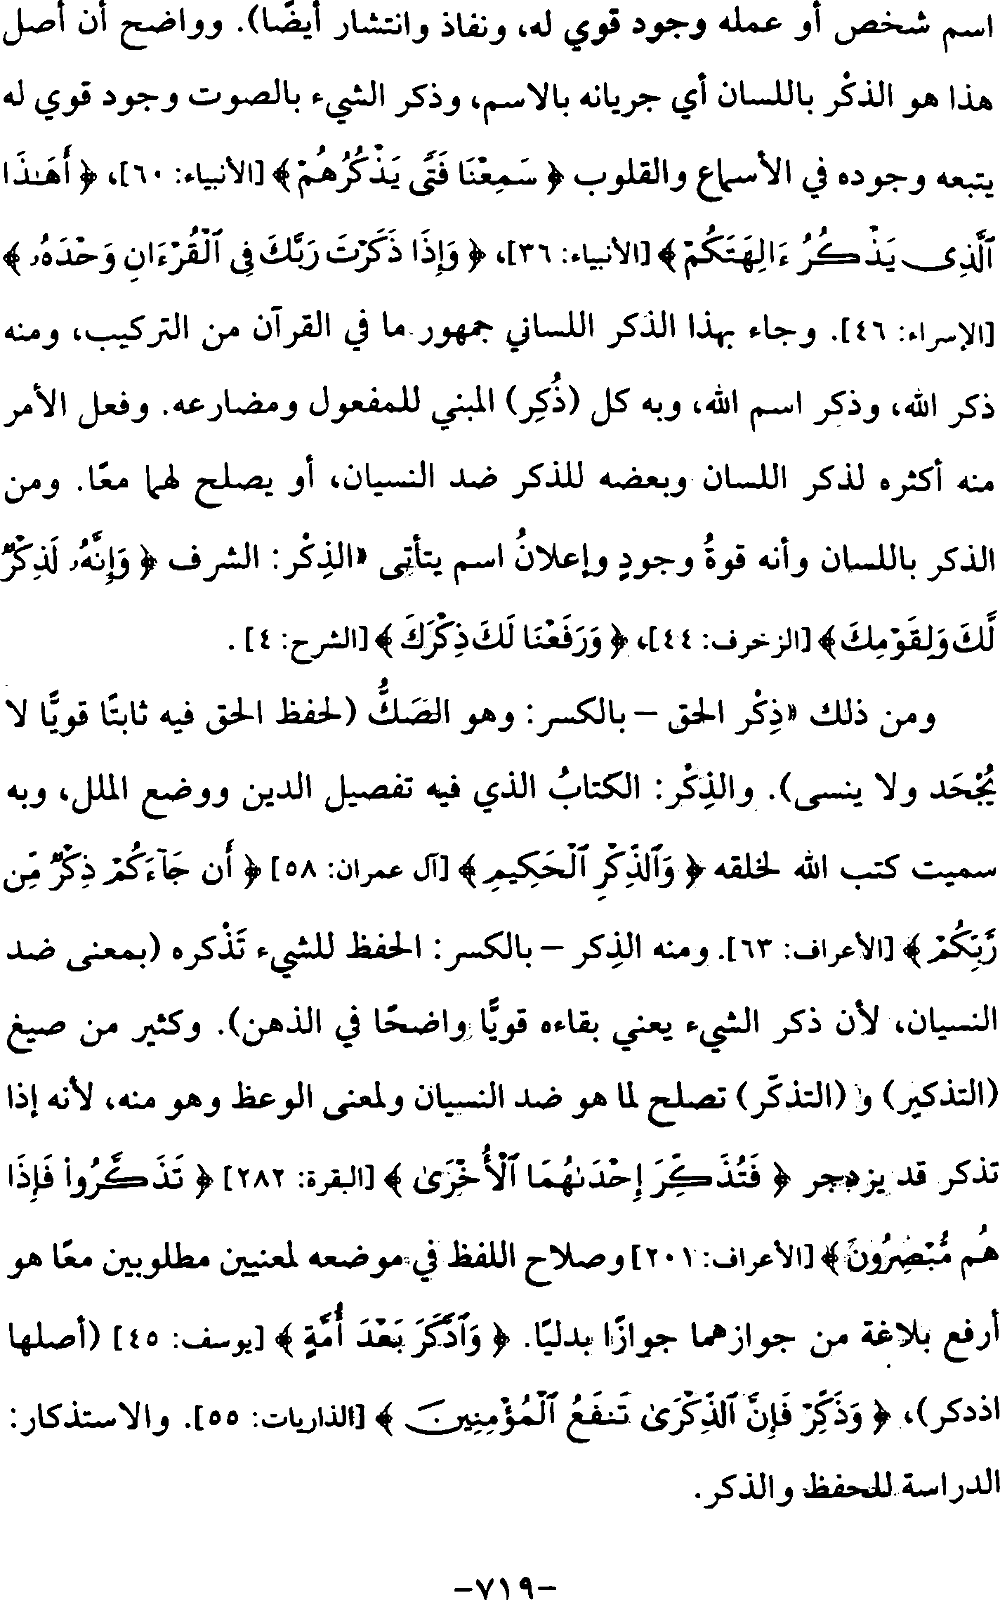 اسم شخص أو عمله وجود قوي له، ونفاذ وانتشار أيضًا). وواضح أن أصل
هذا هو الذكْر باللسان أي جريانه بالاسم، وذكر الشيء بالصوت وجود قوي له
يتبعه وجوده في الأسماع والقلوب ﴿ سَمِعْنَا فَتًى يَذْكُرُهُمْ﴾ [الأنبياء: ٦٠]، ﴿ أَهَـٰذَا
ٱلَّذِى يَذْكُرُ ءَالِهَتَكُمْ﴾ [الأنبياء: ٣٦]، ﴿ وَإِذَا ذَكَرْتَ رَبَّكَ فِى ٱلْقُرْءَانِ وَحْدَهُۥ ﴾
[الإسراء: ٤٦]. وجاء بهذا الذكر اللساني جمهور ما في القرآن من التركيب، ومنه
ذكر الله، وذكر اسم الله، وبه كل (ذُكِر) المبني للمفعول ومضارعه. وفعل الأمر
منه أكثره لذكر اللسان وبعضه للذكر ضد النسيان، أو يصلح لهما معًا. ومن
الذكر باللسان وأنه قوةُ وجودٍ وإعلانُ اسم يتأتى «الذِكْر: الشرف ﴿ وَإِنَّهُۥ لَذِكْرٌ
لَّكَ وَلِقَوْمِكَ﴾ [الزخرف: ٤٤]، ﴿ وَرَفَعْنَا لَكَ ذِكْرَكَ ﴾ [الشرح: ٤] .
ومن ذلك «ذِكْر الحق – بالكسر: وهو الصَكُّ (لحفظ الحق فيه ثابتًا قويًّا لا
يُجْحَد ولا ينسى). والذِكْر: الكتابُ الذي فيه تفصيل الدين ووضع الملل، وبه
سميت كتب الله لخلقه ﴿ وَٱلذِّكْرِ ٱلْحَكِيمِ ﴾ [آل عمران: ٥٨] ﴿ أَن جَآءَكُمْ ذِكْرٌ مِّن
رَّبِّكُمْ ﴾ [الأعراف: ٦٣]. ومنه الذِكر – بالكسر: الحفظ للشيء تَذْكره (بمعنى ضد
النسيان، لأن ذكر الشيء يعني بقاءه قويًّا واضحًا في الذهن). وكثير من صيغ
(التذكير) و (التذكّر) تصلح لما هو ضد النسيان ولمعنى الوعظ وهو منه، لأنه إذا
تذكر قد يزدجر ﴿ فَتُذَكِّرَ إِحْدَىٰهُمَا ٱلْأُخْرَىٰ ﴾ [البقرة: ٢٨٢] ﴿ تَذَكَّرُوا۟ فَإِذَا
هُم مُّبْصِرُونَ﴾ [الأعراف: ٢٠١] وصلاح اللفظ في موضعه لمعنيين مطلوبين معًا هو
أرفع بلاغة من جوازهما جوازًا بدليًا. ﴿ وَٱدَّكَرَ بَعْدَ أُمَّةٍ ﴾ [يوسف: ٤٥] (أصلها
اذدكر)، ﴿ وَذَكِّرْ فَإِنَّ ٱلذِّكْرَىٰ تَنفَعُ ٱلْمُؤْمِنِينَ ﴾ [الذاريات: ٥٥]. والاستذكار:
الدراسة للحفظ والذكر.
-٧١٩-